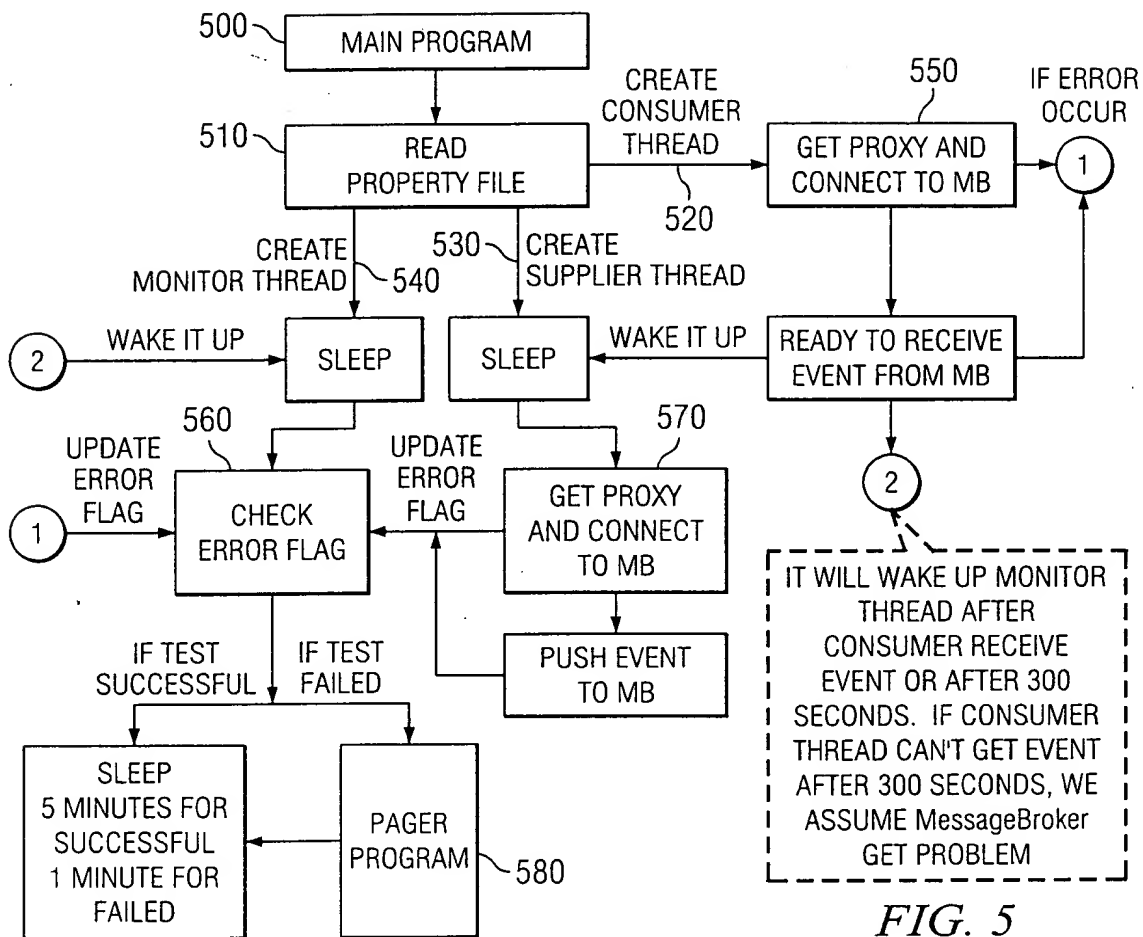 500
MAIN PROGRAM
510
READ
PROPERTY FILE
CREATE
CONSUMER
THREAD
520
550
GET PROXY AND
CONNECT TO MB
IF ERROR
OCCUR
1
CREATE
MONITOR THREAD
540
530
CREATE
SUPPLIER THREAD
2
WAKE IT UP
SLEEP
SLEEP
WAKE IT UP
READY TO RECEIVE
EVENT FROM MB
UPDATE
ERROR
FLAG
1
560
CHECK
ERROR FLAG
UPDATE
ERROR
FLAG
570
GET PROXY
AND CONNECT
TO MB
2
PUSH EVENT
TO MB
IT WILL WAKE UP MONITOR
THREAD AFTER
CONSUMER RECEIVE
EVENT OR AFTER 300
SECONDS. IF CONSUMER
THREAD CAN'T GET EVENT
AFTER 300 SECONDS, WE
ASSUME MessageBroker
GET PROBLEM
IF TEST
SUCCESSFUL
IF TEST
FAILED
SLEEP
5 MINUTES FOR
SUCCESSFUL
1 MINUTE FOR
FAILED
PAGER
PROGRAM
580
FIG. 5